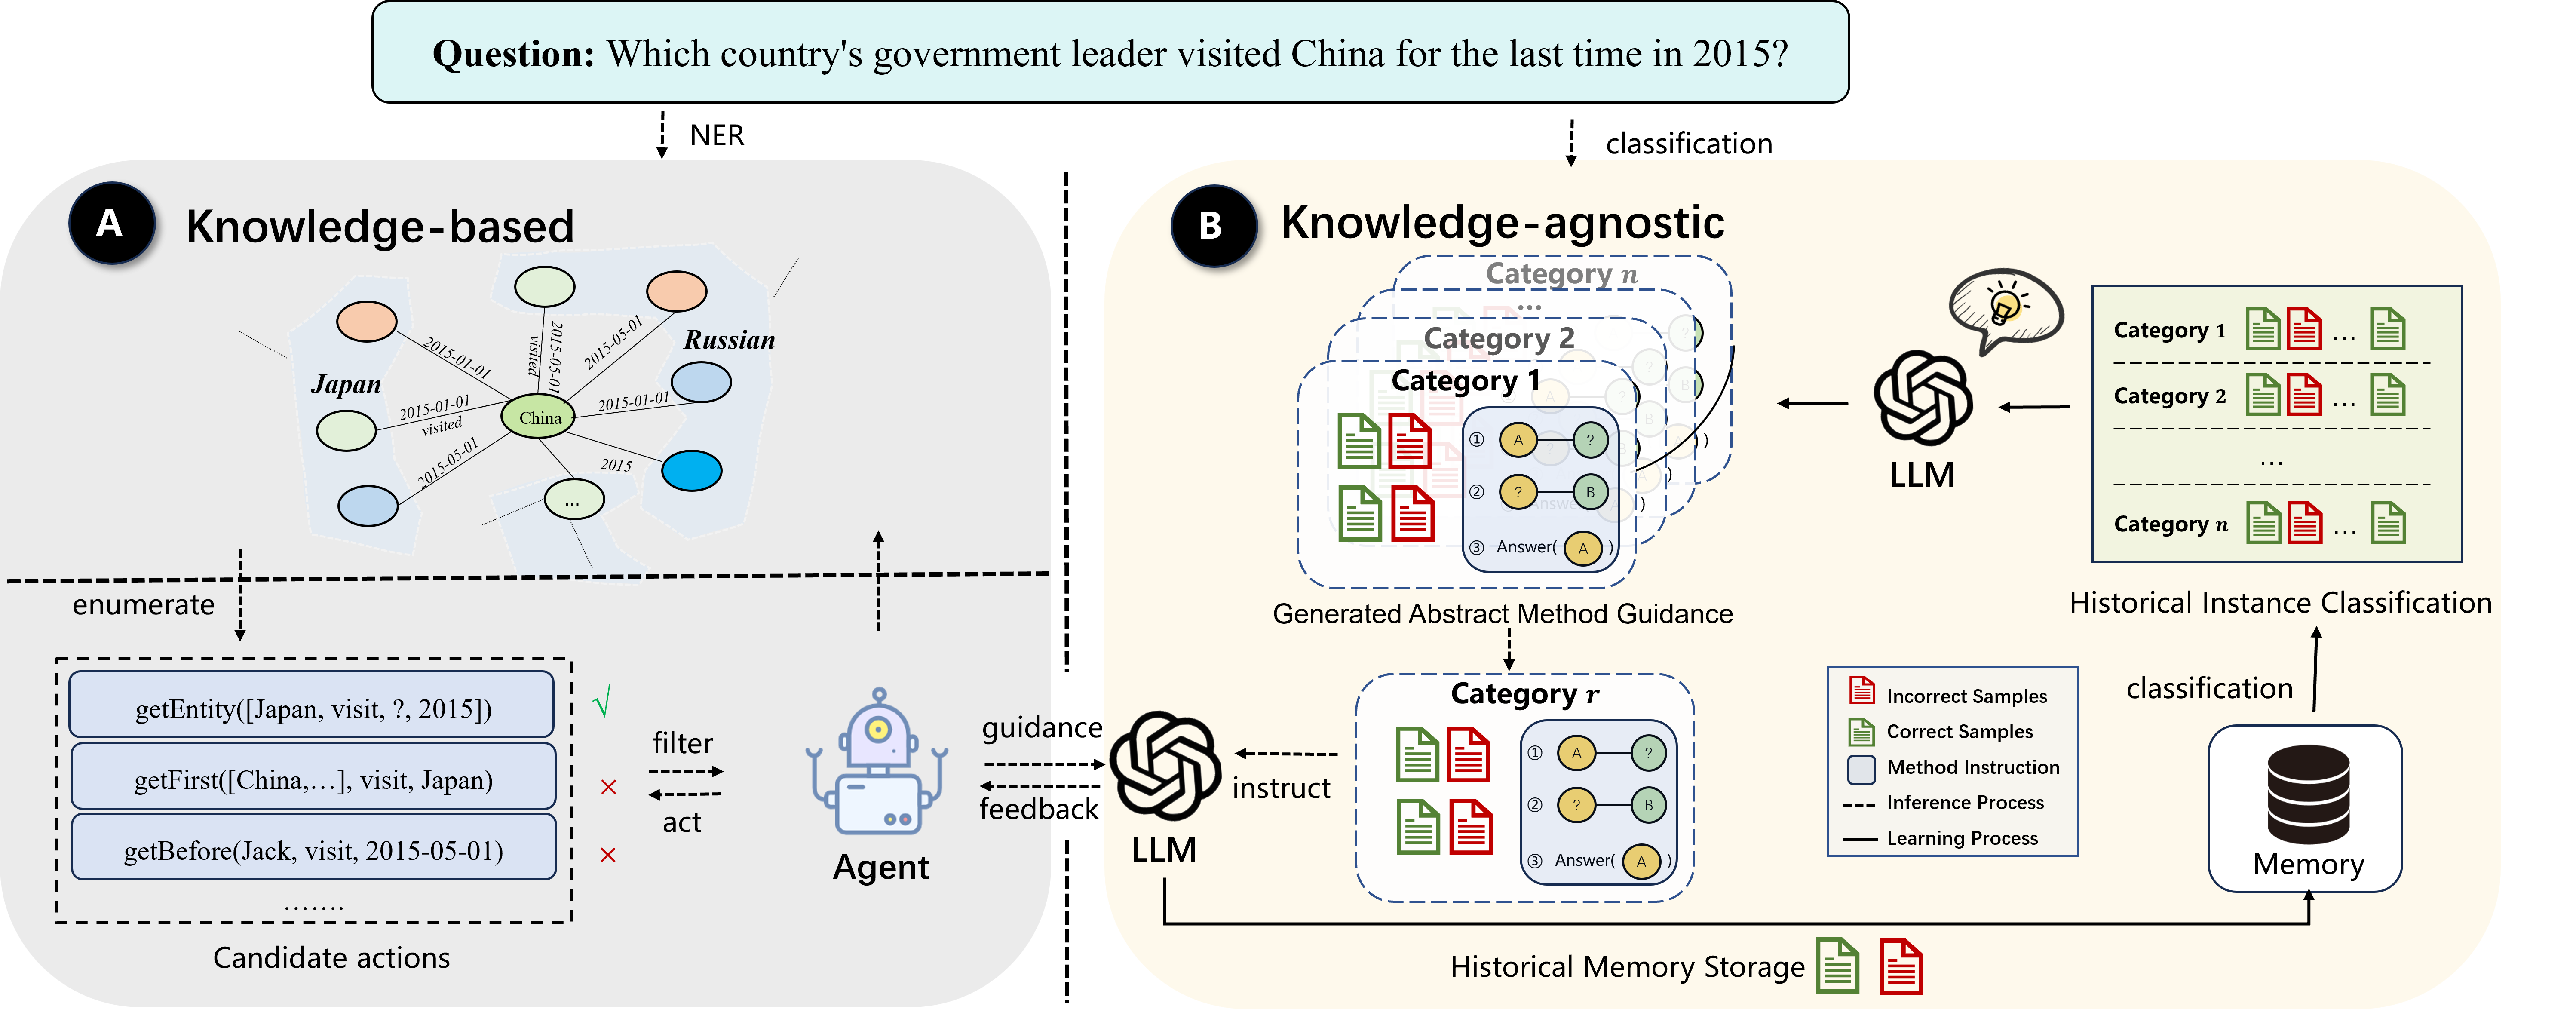 Question: Which country's government leader visited China for the last time in 2015?
NER
classification
A
Knowledge-based
Japan
Russian
China
2015-01-01
2015-01-01
visited
2015-05-01
visited
2015-05-01
2015-05-01
2015-01-01
2015
...
enumerate
getEntity([Japan, visit, ?, 2015])
√
getFirst([China,…], visit, Japan)
×
getBefore(Jack, visit, 2015-05-01)
×
…….
Candidate actions
filter
act
Agent
guidance
feedback
B
Knowledge-agnostic
Category n
...
Category 2
Category 1
① A ?
② ? B
③ Answer( A )
Generated Abstract Method Guidance
Category r
① A ?
② ? B
③ Answer( A )
instruct
LLM
LLM
Category 1 ...
Category 2 ...
...
Category n ...
Historical Instance Classification
classification
Memory
Incorrect Samples
Correct Samples
Method Instruction
Inference Process
Learning Process
Historical Memory Storage